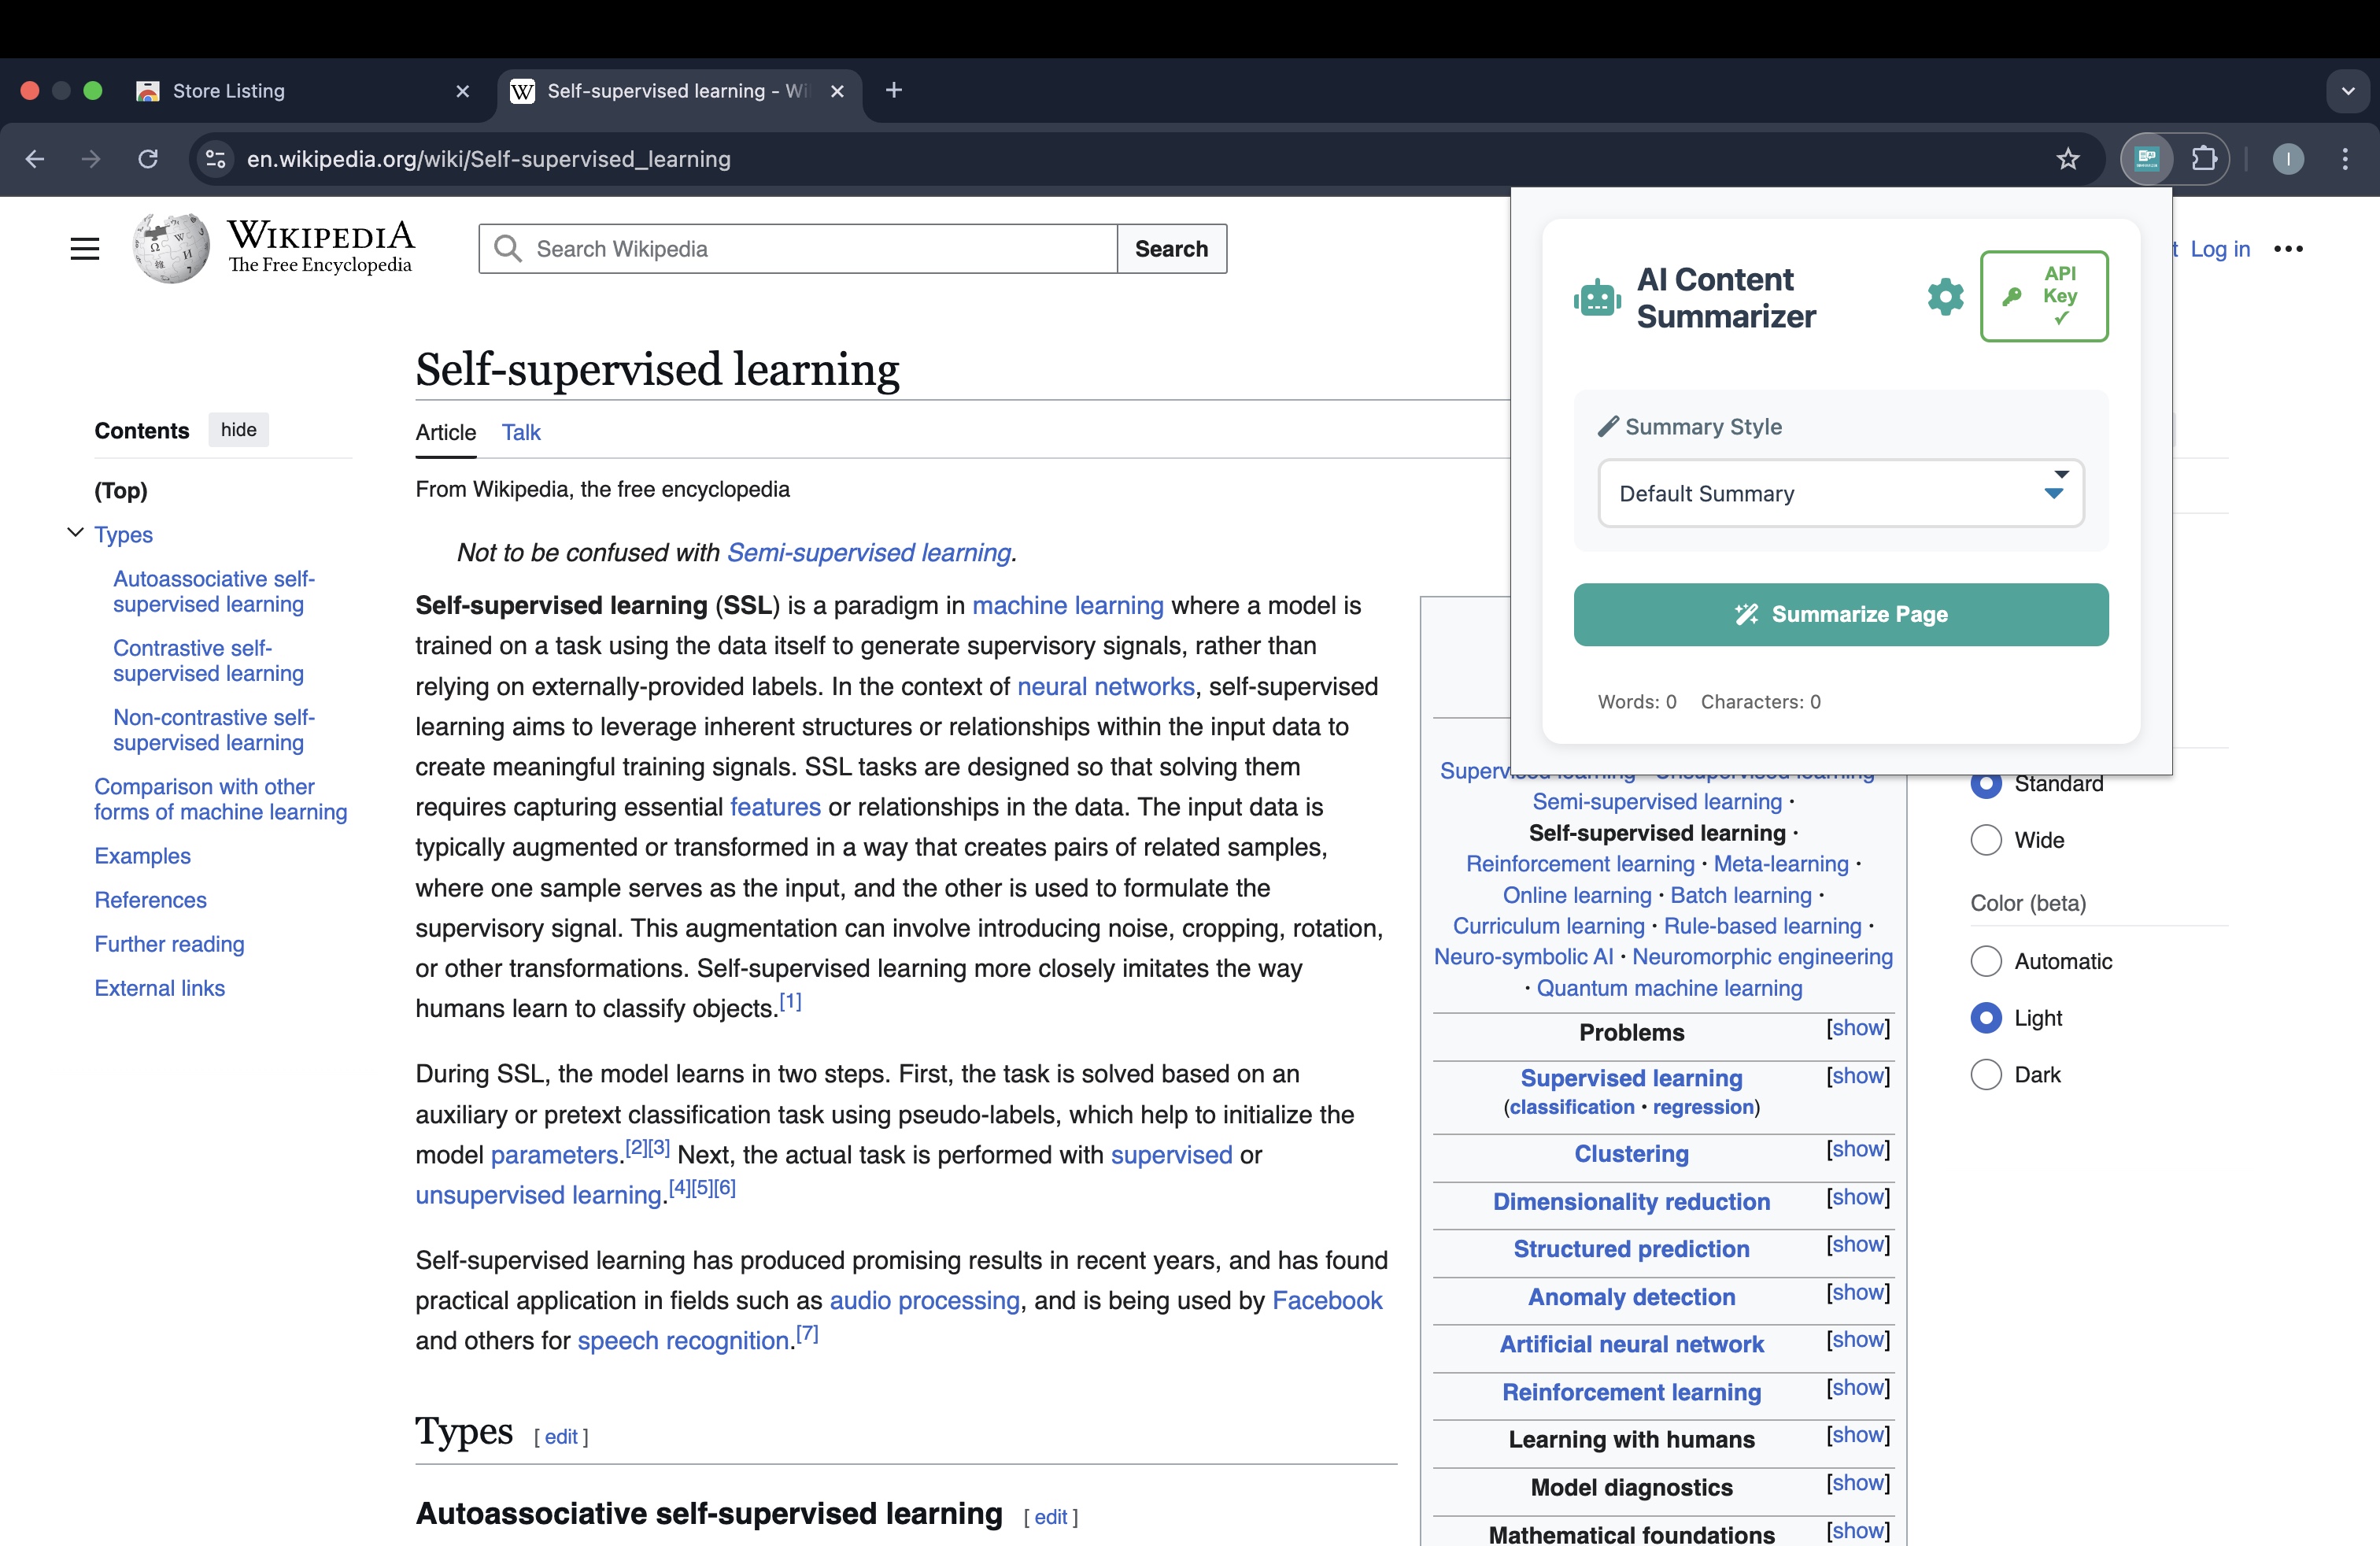 Store Listing
Self-supervised learning - Wi
en.wikipedia.org/wiki/Self-supervised_learning
I
WIKIPEDIA
The Free Encyclopedia
Search Wikipedia
Search
t Log in
AI Content
Summarizer
API
Key
✓
Summary Style
Default Summary
Summarize Page
Words: 0 Characters: 0
Contents hide
(Top)
Types
Autoassociative self-
supervised learning
Contrastive self-
supervised learning
Non-contrastive self-
supervised learning
Comparison with other
forms of machine learning
Examples
References
Further reading
External links
Self-supervised learning
Article Talk
From Wikipedia, the free encyclopedia
Not to be confused with Semi-supervised learning.
Self-supervised learning (SSL) is a paradigm in machine learning where a model is
trained on a task using the data itself to generate supervisory signals, rather than
relying on externally-provided labels. In the context of neural networks, self-supervised
learning aims to leverage inherent structures or relationships within the input data to
create meaningful training signals. SSL tasks are designed so that solving them
requires capturing essential features or relationships in the data. The input data is
typically augmented or transformed in a way that creates pairs of related samples,
where one sample serves as the input, and the other is used to formulate the
supervisory signal. This augmentation can involve introducing noise, cropping, rotation,
or other transformations. Self-supervised learning more closely imitates the way
humans learn to classify objects.[1]
During SSL, the model learns in two steps. First, the task is solved based on an
auxiliary or pretext classification task using pseudo-labels, which help to initialize the
model parameters.[2][3] Next, the actual task is performed with supervised or
unsupervised learning.[4][5][6]
Self-supervised learning has produced promising results in recent years, and has found
practical application in fields such as audio processing, and is being used by Facebook
and others for speech recognition.[7]
Types [ edit ]
Autoassociative self-supervised learning [ edit ]
Supervised learning · Unsupervised learning
Semi-supervised learning ·
Self-supervised learning ·
Reinforcement learning · Meta-learning ·
Online learning · Batch learning ·
Curriculum learning · Rule-based learning ·
Neuro-symbolic AI · Neuromorphic engineering
· Quantum machine learning
Problems [show]
Supervised learning [show]
(classification · regression)
Clustering [show]
Dimensionality reduction [show]
Structured prediction [show]
Anomaly detection [show]
Artificial neural network [show]
Reinforcement learning [show]
Learning with humans [show]
Model diagnostics [show]
Mathematical foundations [show]
Standard
Wide
Color (beta)
Automatic
Light
Dark